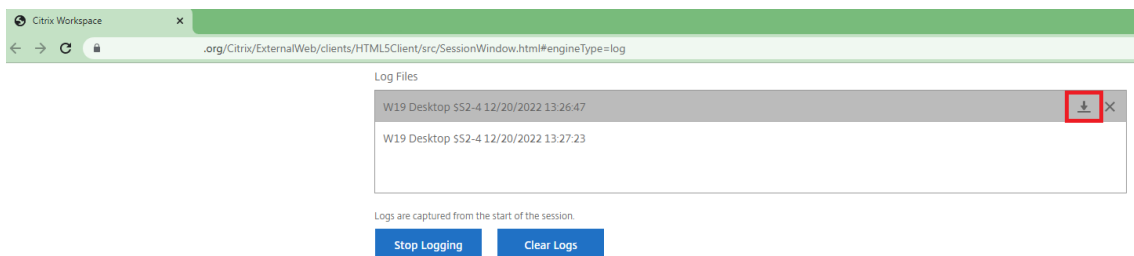 Citrix Workspace
.org/Citrix/ExternalWeb/clients/HTML5Client/src/SessionWindow.html#engineType=log
Log Files
W19 Desktop $S2-4 12/20/2022 13:26:47
W19 Desktop $S2-4 12/20/2022 13:27:23
Logs are captured from the start of the session.
Stop Logging Clear Logs